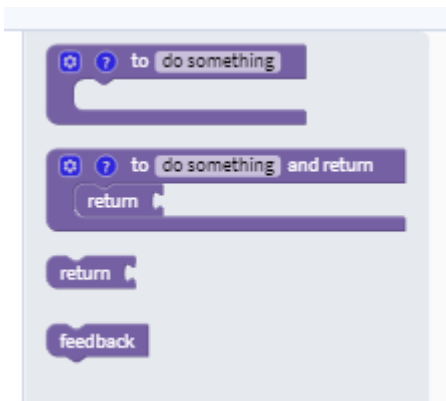 ? to do something
? to do something and return
return
return
feedback